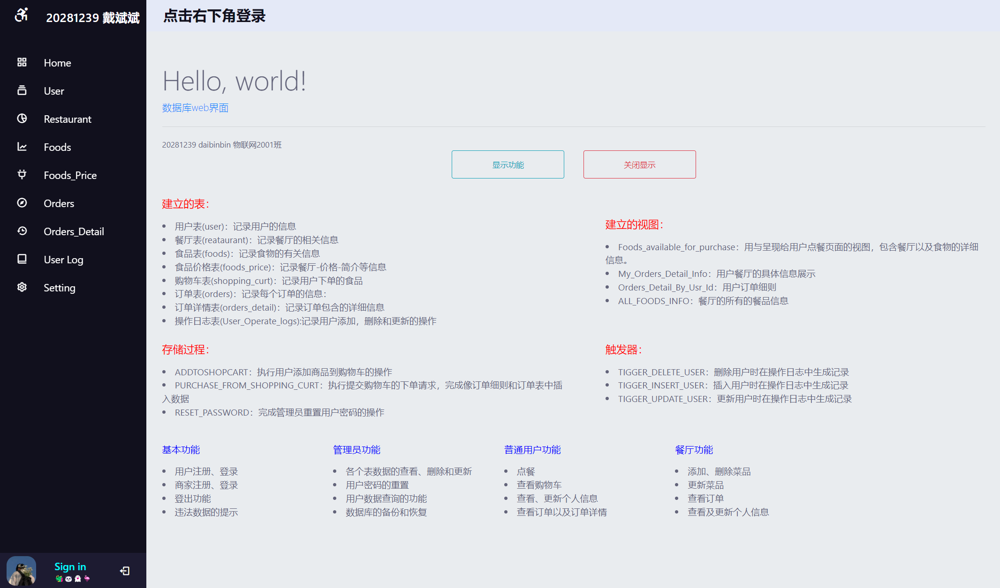 20281239 戴斌斌
Home
User
Restaurant
Foods
Foods_Price
Orders
Orders_Detail
User Log
Setting
Sign in
点击右下角登录
Hello, world!
数据库web界面
20281239 daibinbin 物联网2001班
显示功能
关闭显示
建立的表：
用户表(user)：记录用户的信息
餐厅表(reataurant)：记录餐厅的相关信息
食品表(foods)：记录食物的有关信息
食品价格表(foods_price)：记录餐厅-价格-简介等信息
购物车表(shopping_curt)：记录用户下单的食品
订单表(orders)：记录每个订单的信息：
订单详情表(orders_detail)：记录订单包含的详细信息
操作日志表(User_Operate_logs):记录用户添加，删除和更新的操作
建立的视图：
Foods_available_for_purchase：用与呈现给用户点餐页面的视图，包含餐厅以及食物的详细
信息。
My_Orders_Detail_Info：用户餐厅的具体信息展示
Orders_Detail_By_Usr_Id：用户订单细则
ALL_FOODS_INFO：餐厅的所有的餐品信息
存储过程：
ADDTOSHOPCART：执行用户添加商品到购物车的操作
PURCHASE_FROM_SHOPPING_CURT：执行提交购物车的下单请求，完成像订单细则和订单表中插
入数据
RESET_PASSWORD：完成管理员重置用户密码的操作
触发器：
TIGGER_DELETE_USER：删除用户时在操作日志中生成记录
TIGGER_INSERT_USER：插入用户时在操作日志中生成记录
TIGGER_UPDATE_USER：更新用户时在操作日志中生成记录
基本功能
用户注册、登录
商家注册、登录
登出功能
违法数据的提示
管理员功能
各个表数据的查看、删除和更新
用户密码的重置
用户数据查询的功能
数据库的备份和恢复
普通用户功能
点餐
查看购物车
查看、更新个人信息
查看订单以及订单详情
餐厅功能
添加、删除菜品
更新菜品
查看订单
查看及更新个人信息